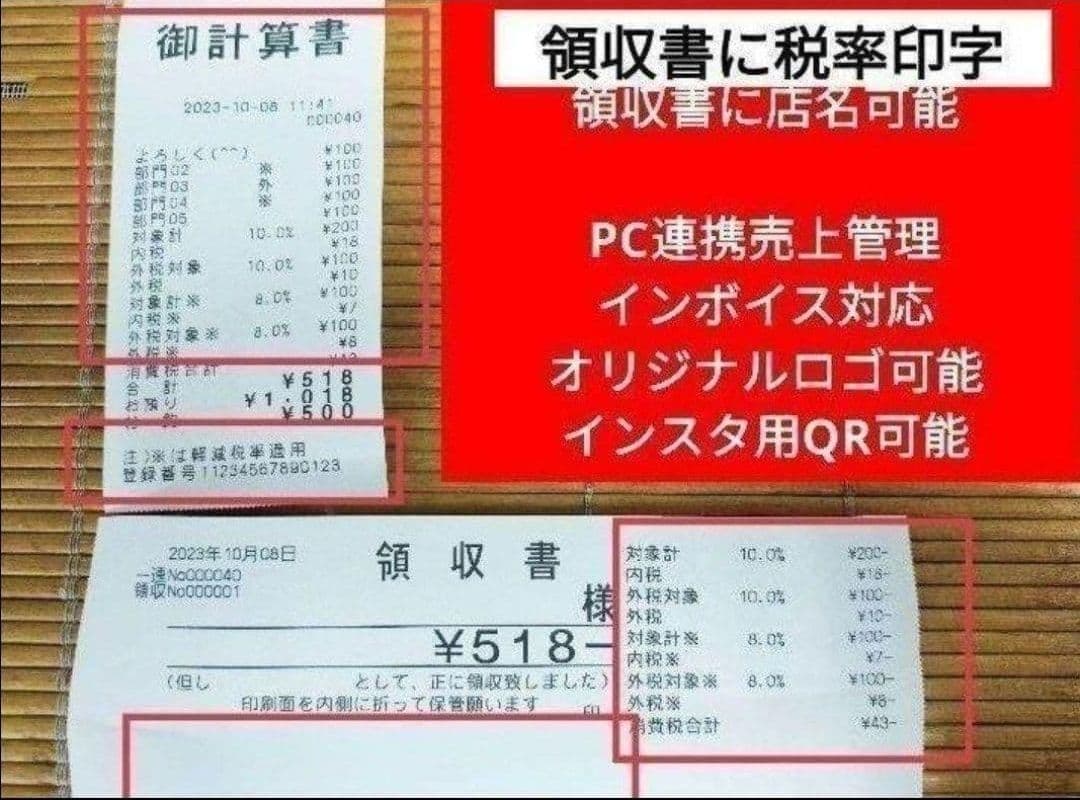 御計算書
2023-10-08 11:41
000040
よろしく(^^) ¥100
部門02 ※ ¥100
部門03 外 ¥100
部門04 ※ ¥100
部門05 ¥100
対象計 10.0% ¥200
内税 ¥18
外税対象 10.0% ¥100
外税 ¥10
対象計※ 8.0% ¥100
内税※ ¥7
外税対象※ 8.0% ¥100
外税※ ¥8
消費税合計 ¥43
合計 ¥518
お預り ¥1,018
¥500
注)※は軽減税率適用
登録番号11234567890123
領収書に税率印字
領収書に店名可能
PC連携売上管理
インボイス対応
オリジナルロゴ可能
インスタ用QR可能
2023年10月08日
一連No000040
領収No000001
領収書
様
¥518-
(但し として、正に領収致しました)
印刷面を内側に折って保管願います 印
対象計 10.0% ¥200-
内税 ¥18-
外税対象 10.0% ¥100-
外税 ¥10-
対象計※ 8.0% ¥100-
内税※ ¥7-
外税対象※ 8.0% ¥100-
外税※ ¥8-
消費税合計 ¥43-